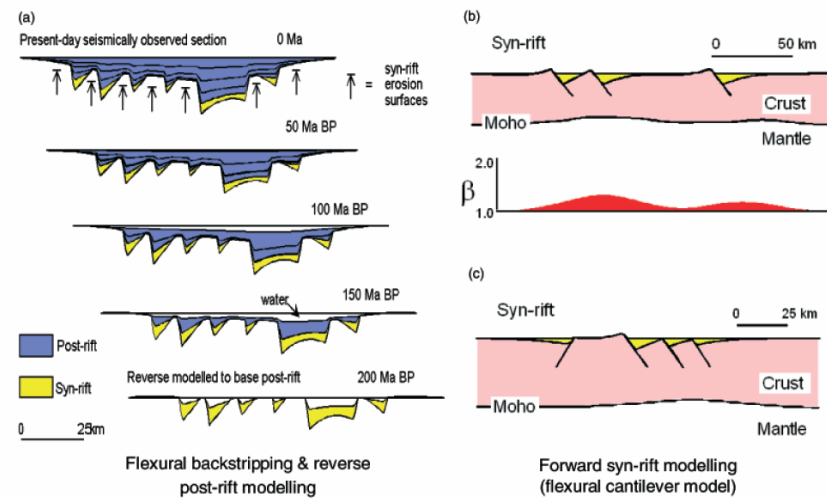 (a)
Present-day seismically observed section
0 Ma
= syn-rift
erosion
surfaces
50 Ma BP
100 Ma BP
water
150 Ma BP
Post-rift
Syn-rift
Reverse modelled to base post-rift
200 Ma BP
0 25km
Flexural backstripping & reverse
post-rift modelling
(b)
Syn-rift
0 50 km
Crust
Moho
Mantle
2.0
β
1.0
(c)
Syn-rift
0 25 km
Crust
Moho
Mantle
Forward syn-rift modelling
(flexural cantilever model)